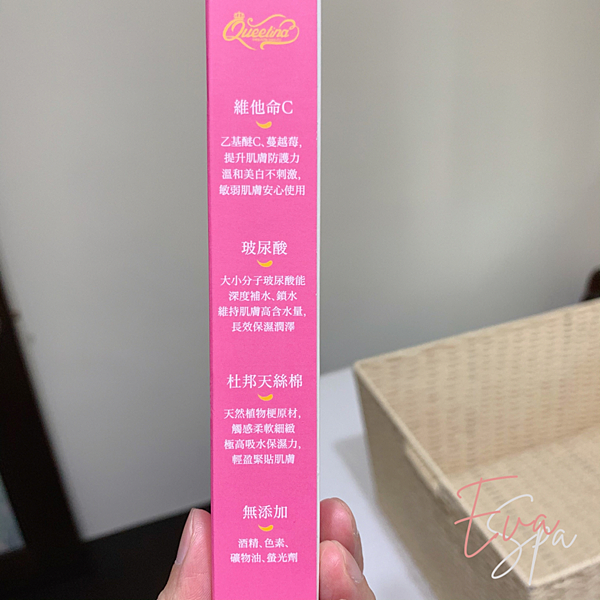 Queelina
維他命C
乙基醚C、蔓越莓,
提升肌膚防護力
溫和美白不刺激,
敏弱肌膚安心使用
玻尿酸
大小分子玻尿酸能
深度補水、鎖水
維持肌膚高含水量,
長效保濕潤澤
杜邦天絲棉
天然植物梗原材,
觸感柔軟細緻
極高吸水保濕力,
輕盈緊貼肌膚
無添加
酒精、色素、
礦物油、螢光劑
Eva
Spa